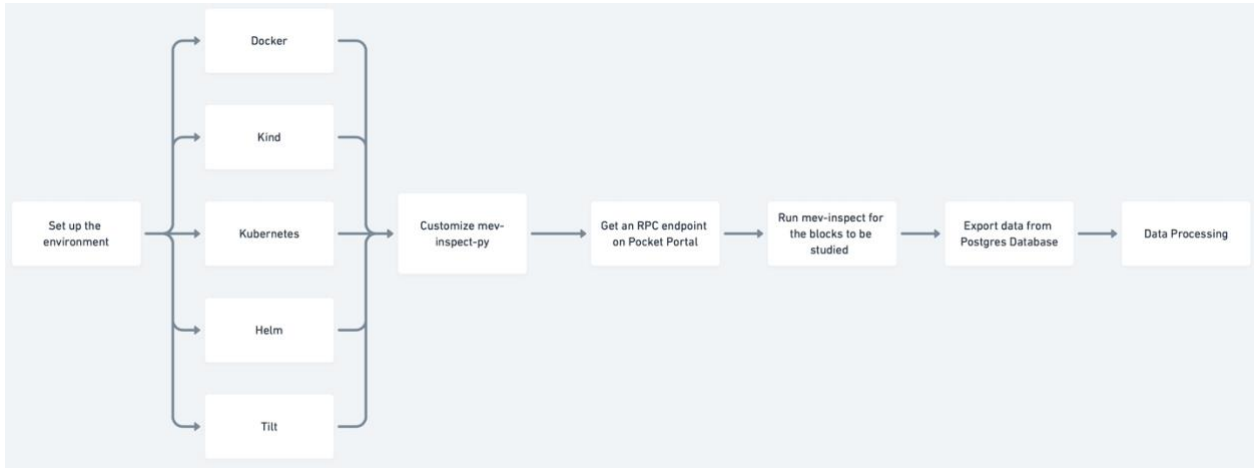 Set up the
environment
Docker
Kind
Kubernetes
Helm
Tilt
Customize mev-
inspect-py
Get an RPC endpoint
on Pocket Portal
Run mev-inspect for
the blocks to be
studied
Export data from
Postgres Database
Data Processing